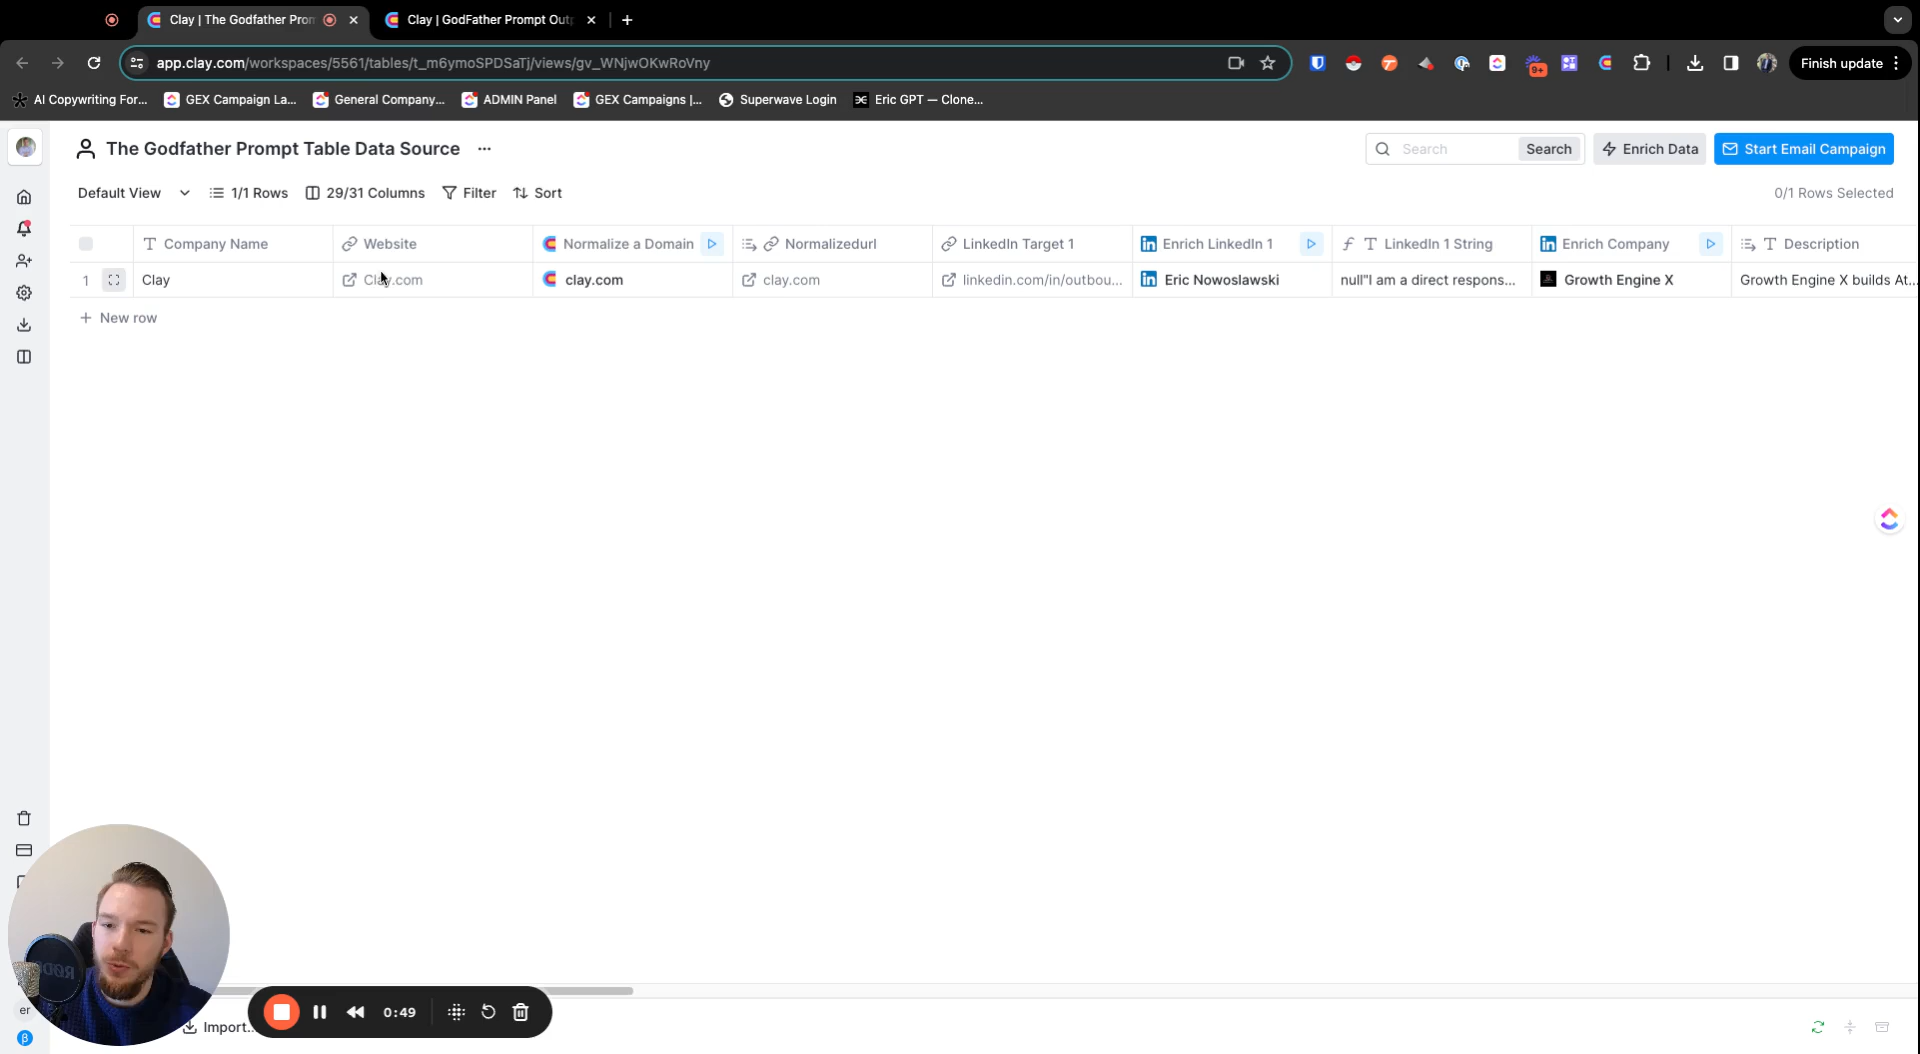 Clay | The Godfather Pron
Clay | GodFather Prompt Out
app.clay.com/workspaces/5561/tables/t_m6ymoSPDSaTj/views/gv_WNjwOKwRoVny
9+
Finish update
AI Copywriting For...
GEX Campaign La...
General Company...
ADMIN Panel
GEX Campaigns |...
Superwave Login
Eric GPT — Clone...
The Godfather Prompt Table Data Source
Search
Search
Enrich Data
Start Email Campaign
Default View
1/1 Rows
29/31 Columns
Filter
Sort
0/1 Rows Selected
Company Name
Website
Normalize a Domain
Normalizedurl
LinkedIn Target 1
Enrich LinkedIn 1
LinkedIn 1 String
Enrich Company
Description
1
Clay
Clay.com
clay.com
clay.com
linkedin.com/in/outbou...
Eric Nowoslawski
null"I am a direct respons...
Growth Engine X
Growth Engine X builds At...
New row
0:49
er
Import...
β